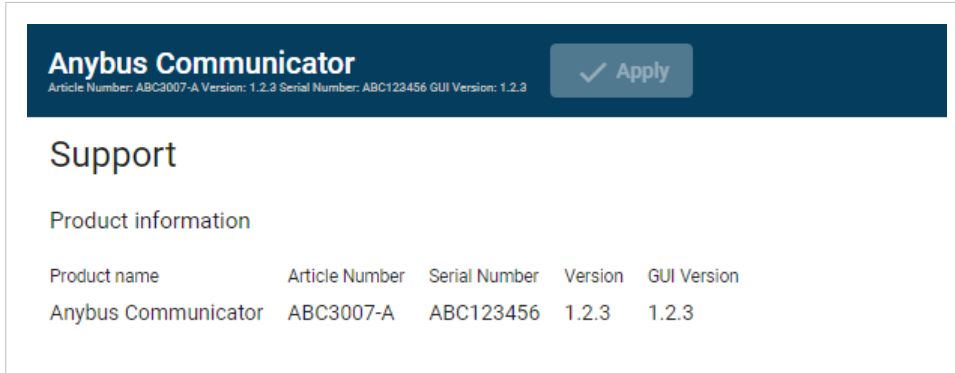 Anybus Communicator
Article Number: ABC3007-A Version: 1.2.3 Serial Number: ABC123456 GUI Version: 1.2.3
Apply
Support
Product information
Product name Article Number Serial Number Version GUI Version
Anybus Communicator ABC3007-A ABC123456 1.2.3 1.2.3